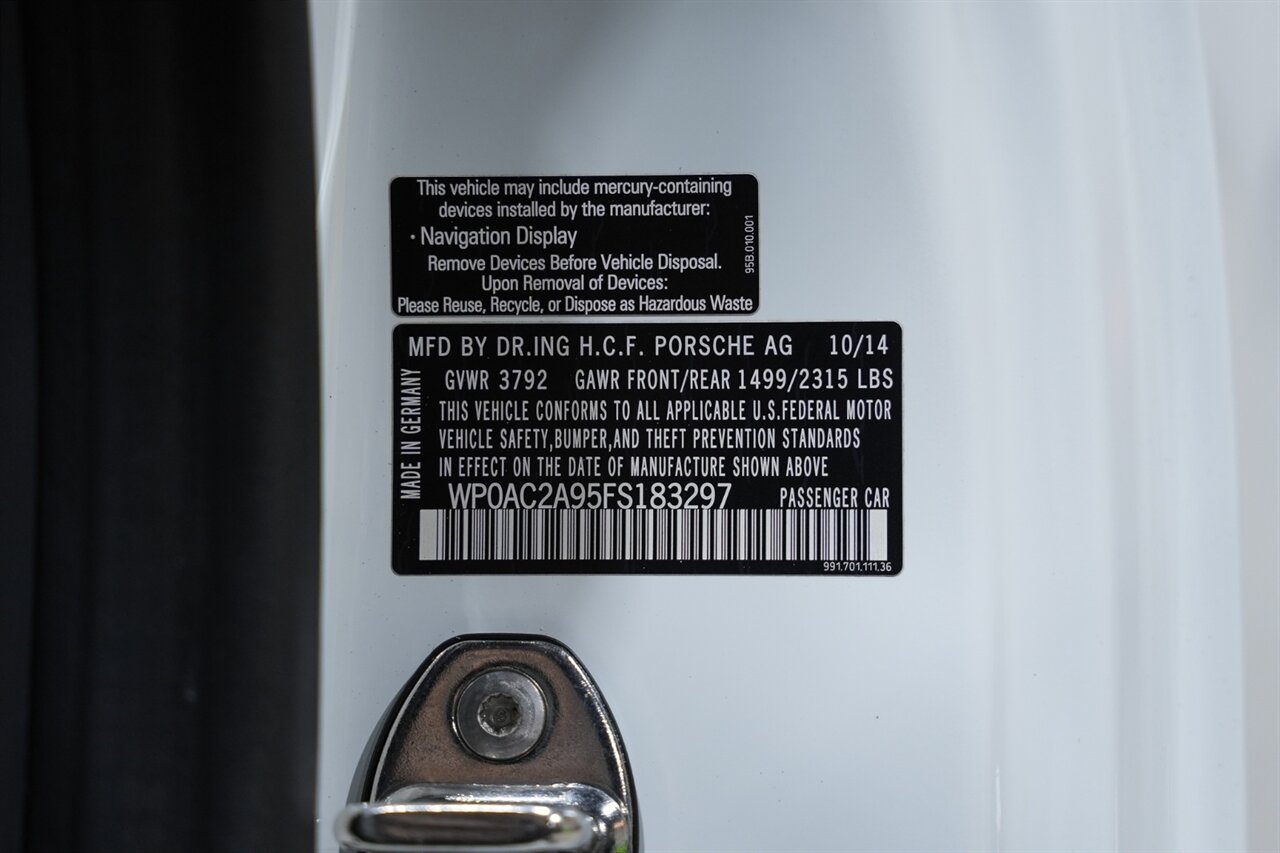 This vehicle may include mercury-containing
devices installed by the manufacturer:
· Navigation Display
Remove Devices Before Vehicle Disposal.
Upon Removal of Devices:
Please Reuse, Recycle, or Dispose as Hazardous Waste
95B.010.001
MFD BY DR.ING H.C.F. PORSCHE AG 10/14
GVWR 3792 GAWR FRONT/REAR 1499/2315 LBS
THIS VEHICLE CONFORMS TO ALL APPLICABLE U.S.FEDERAL MOTOR
VEHICLE SAFETY,BUMPER,AND THEFT PREVENTION STANDARDS
IN EFFECT ON THE DATE OF MANUFACTURE SHOWN ABOVE
MADE IN GERMANY
WP0AC2A95FS183297 PASSENGER CAR
991.701.111.36